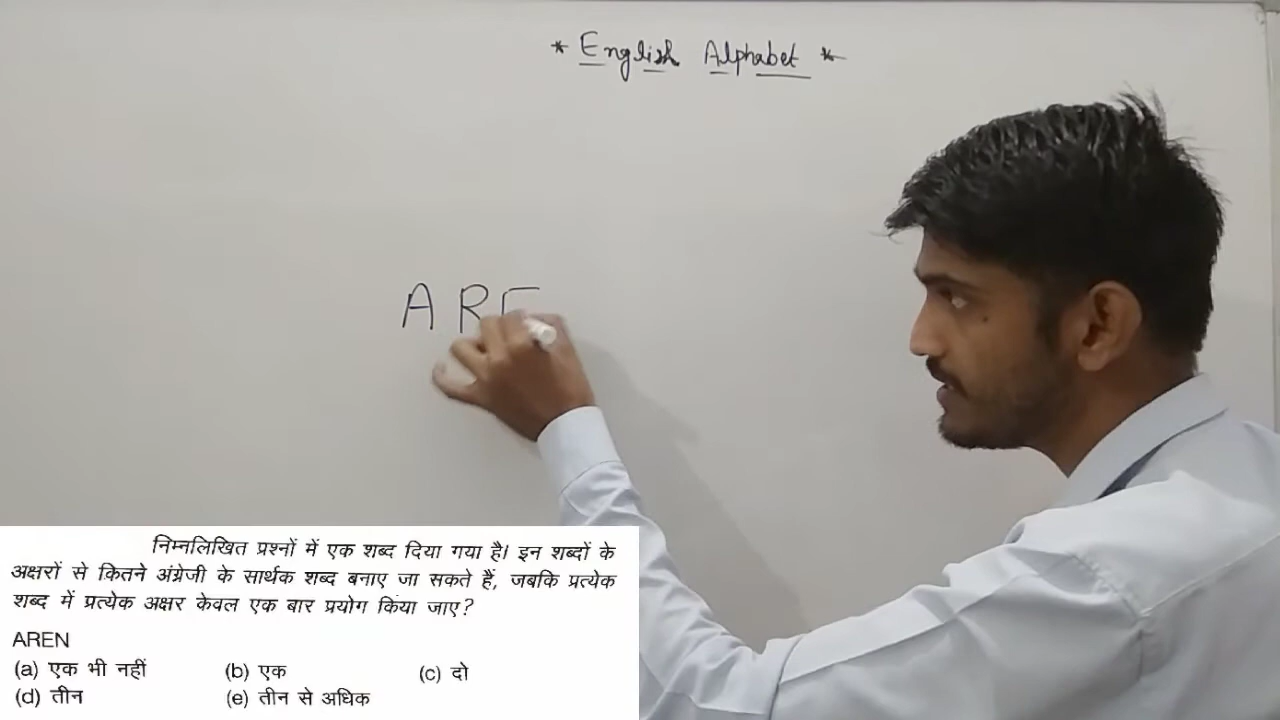 * English Alphabet *
A R E
निम्नलिखित प्रश्नों में एक शब्द दिया गया है। इन शब्दों के
अक्षरों से कितने अंग्रेजी के सार्थक शब्द बनाए जा सकते हैं, जबकि प्रत्येक
शब्द में प्रत्येक अक्षर केवल एक बार प्रयोग किया जाए?
AREN
(a) एक भी नहीं (b) एक (c) दो
(d) तीन (e) तीन से अधिक